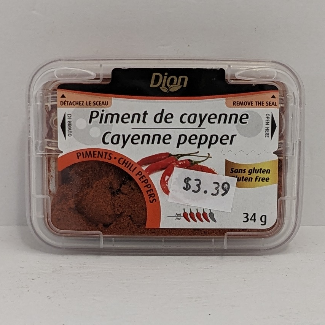 Dion
DÉTACHEZ LE SCEAU
REMOVE THE SEAL
Piment de cayenne
Cayenne pepper
PIMENTS • CHILI PEPPERS
$3.39
Sans gluten
Gluten Free
34 g